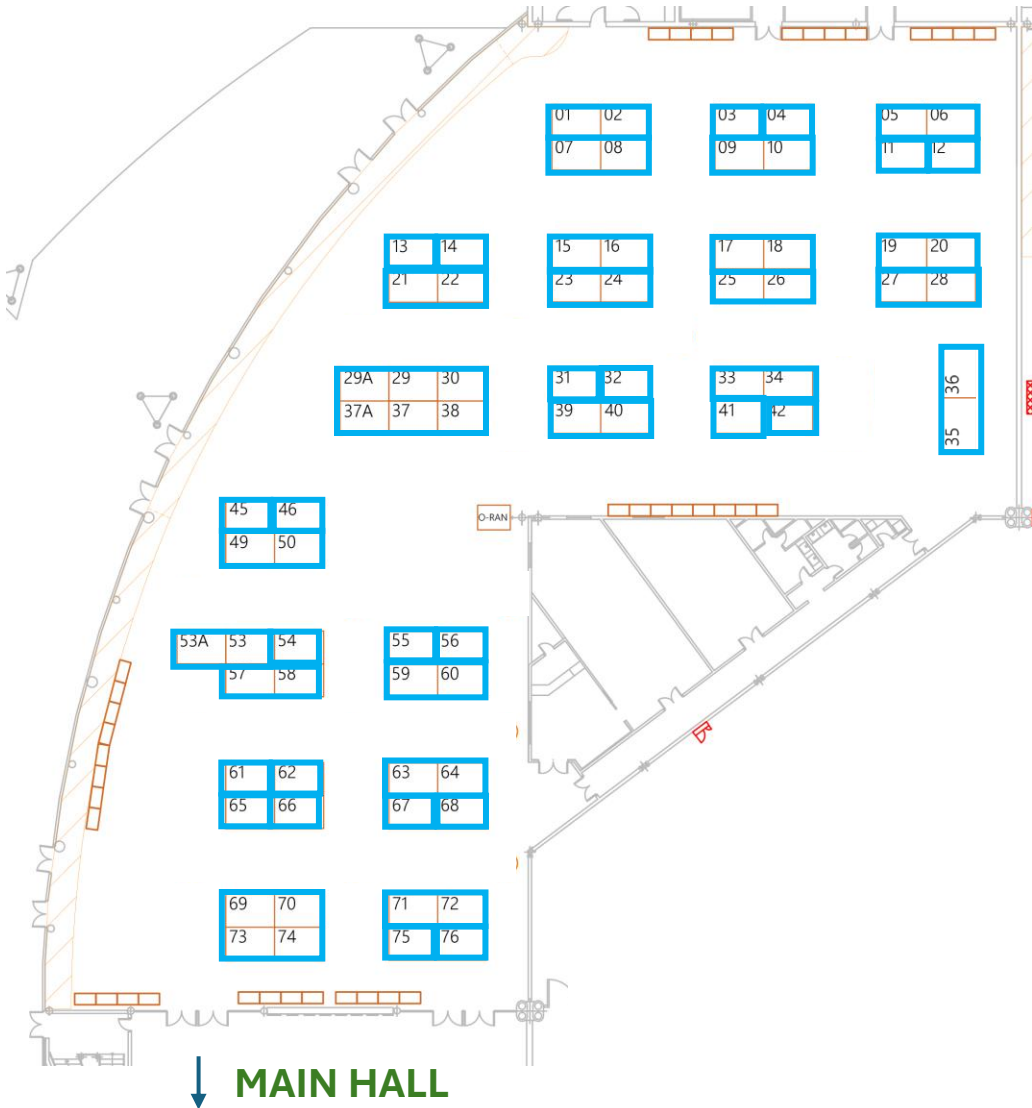 01 02 03 04 05 06
07 08 09 10 11 12
13 14 15 16 17 18 19 20
21 22 23 24 25 26 27 28
29A 29 30 31 32 33 34 36
37A 37 38 39 40 41 42 35
45 46 O-RAN
49 50
53A 53 54 55 56
57 58 59 60
61 62 63 64
65 66 67 68
69 70 71 72
73 74 75 76
MAIN HALL